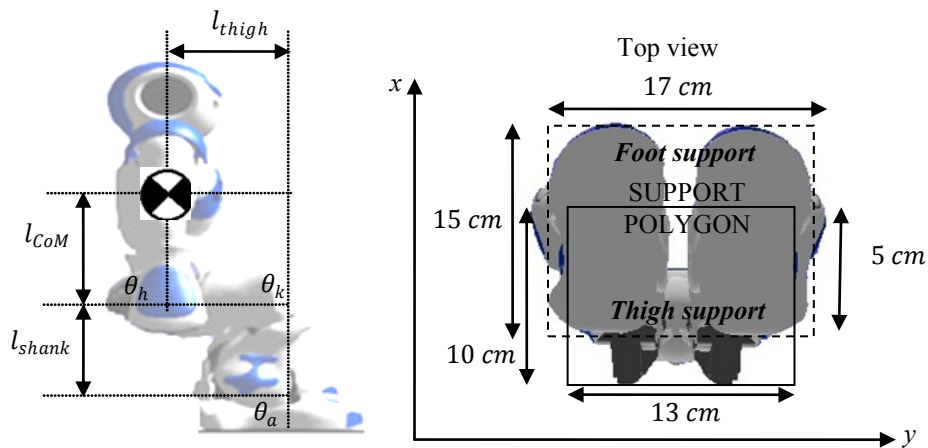 l_thigh
l_CoM
θ_h
θ_k
l_shank
θ_a
Top view
x
17 cm
Foot support
SUPPORT
POLYGON
15 cm
5 cm
Thigh support
10 cm
13 cm
y